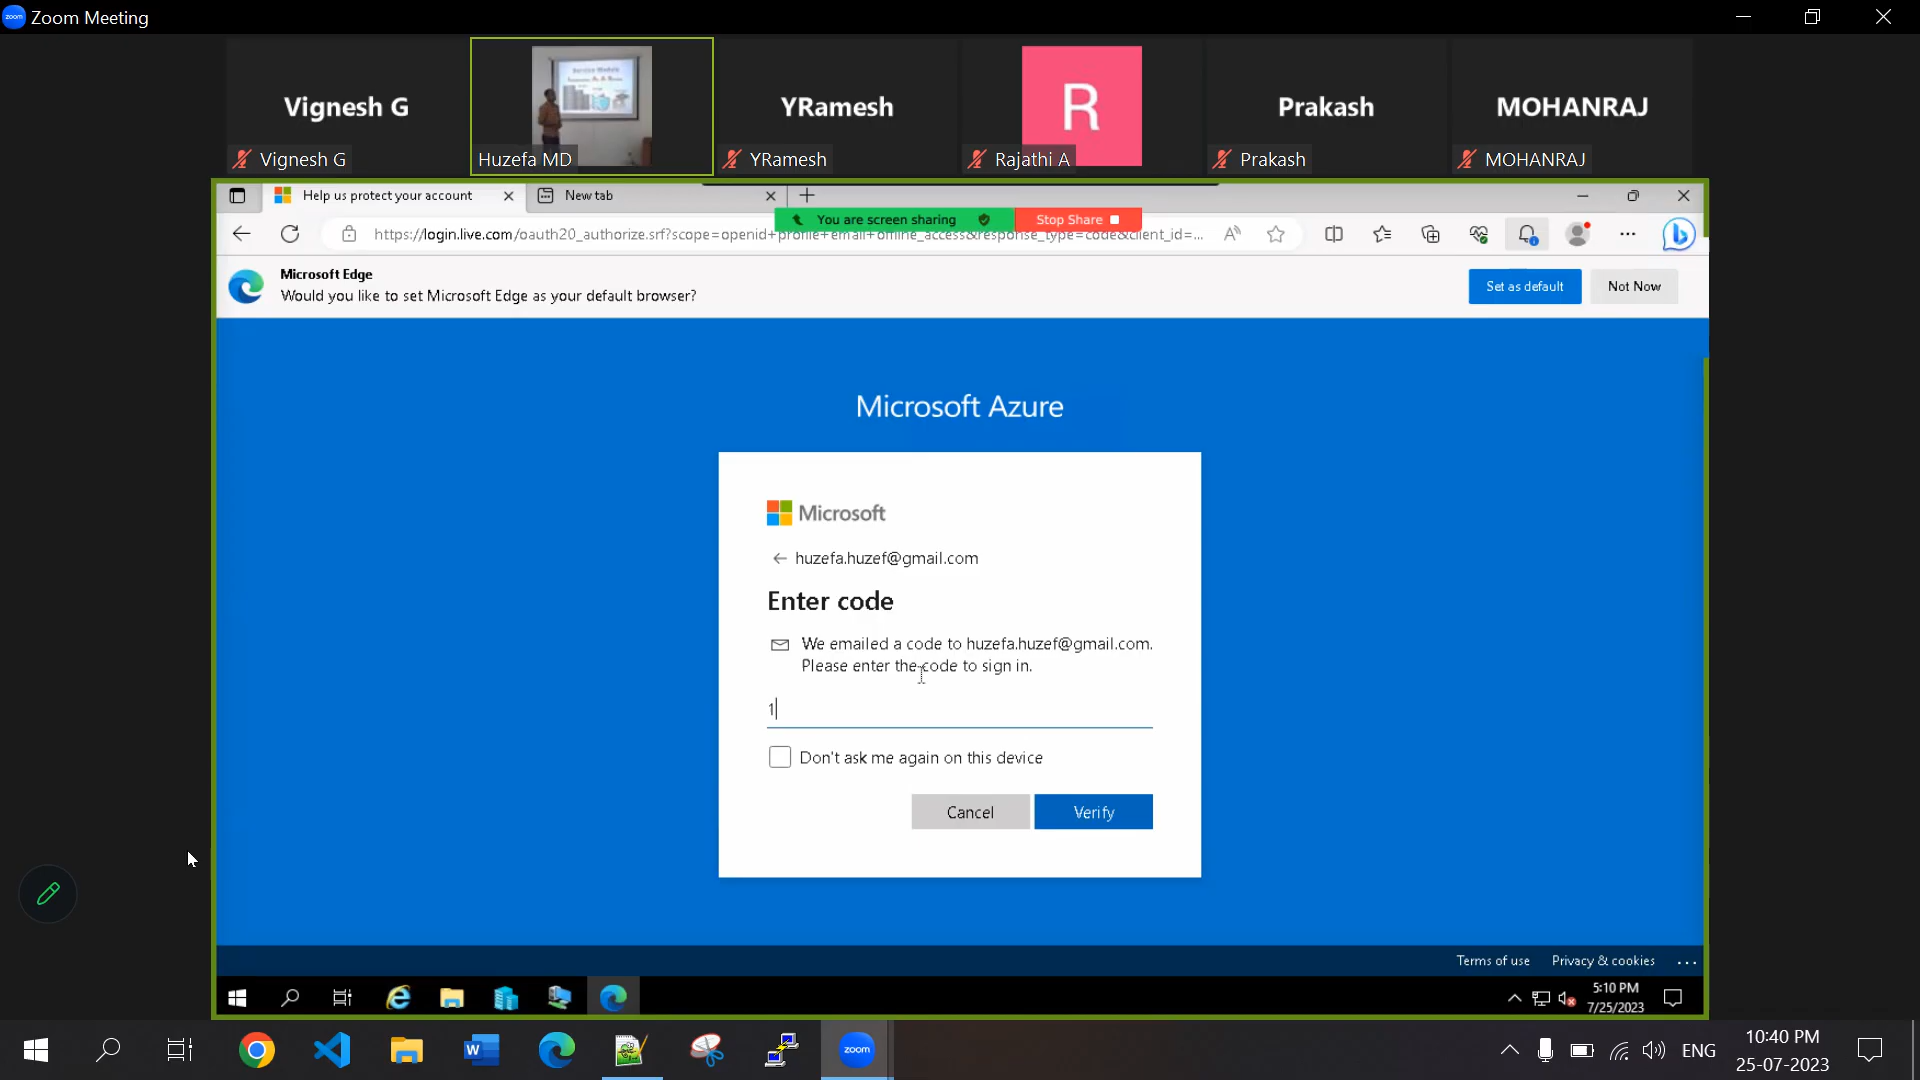 zoom Zoom Meeting
Vignesh G
YRamesh
R
Prakash
MOHANRAJ
Vignesh G
Huzefa MD
YRamesh
Rajathi A
Prakash
MOHANRAJ
Help us protect your account
New tab
You are screen sharing
Stop Share
https://login.live.com/oauth20_authorize.srf?scope=openid+profile+email+offline_access&response_type=code&client_id=...
Microsoft Edge
Would you like to set Microsoft Edge as your default browser?
Set as default
Not Now
Microsoft Azure
Microsoft
huzefa.huzef@gmail.com
Enter code
We emailed a code to huzefa.huzef@gmail.com.
Please enter the code to sign in.
1
Don't ask me again on this device
Cancel
Verify
Terms of use
Privacy & cookies
...
5:10 PM
7/25/2023
zoom
ENG
10:40 PM
25-07-2023